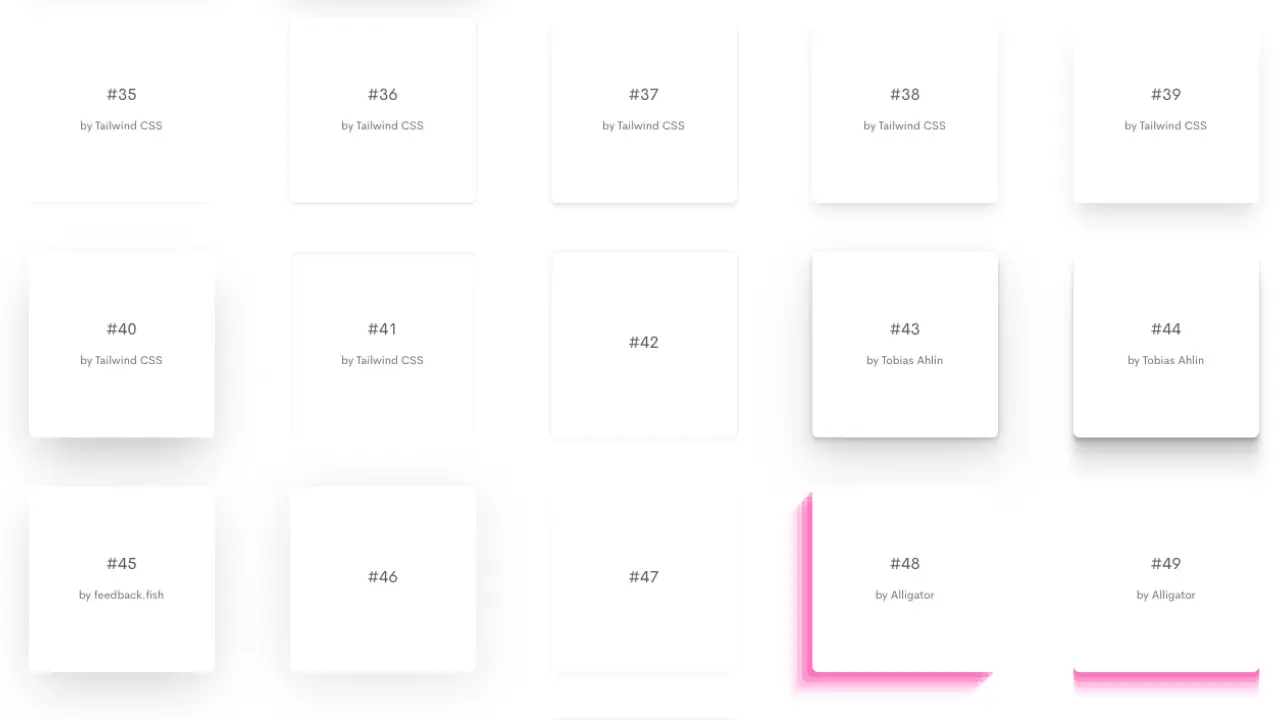 #35
by Tailwind CSS
#36
by Tailwind CSS
#37
by Tailwind CSS
#38
by Tailwind CSS
#39
by Tailwind CSS
#40
by Tailwind CSS
#41
by Tailwind CSS
#42
#43
by Tobias Ahlin
#44
by Tobias Ahlin
#45
by feedback.fish
#46
#47
#48
by Alligator
#49
by Alligator